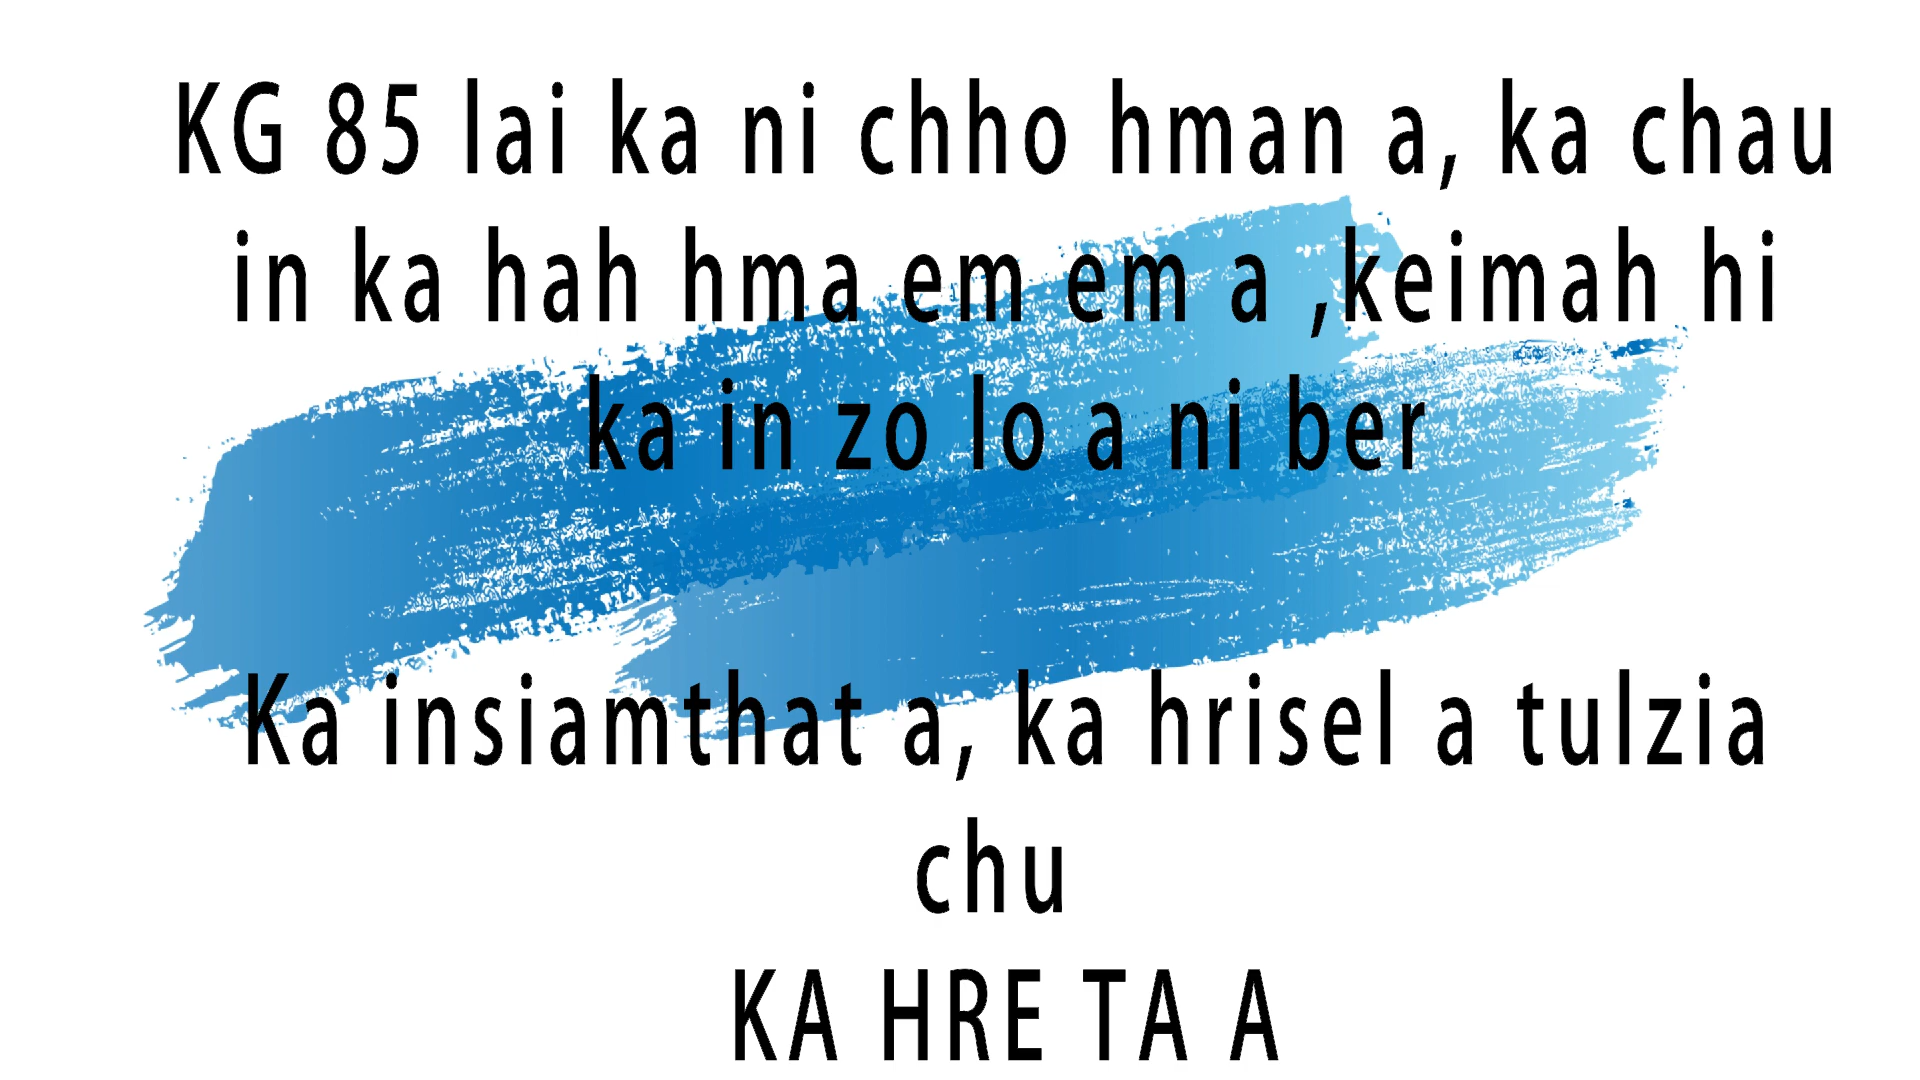 KG 85 lai ka ni chho hman a, ka chau
in ka hah hma em em a ,keimah hi
ka in zo lo a ni ber
Ka insiamthat a, ka hrisel a tulzia
chu
KA HRE TA A